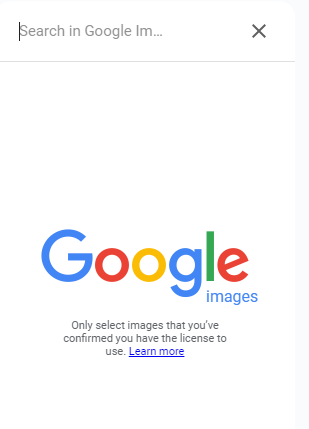 Search in Google Im...
Google
images
Only select images that you've
confirmed you have the license to
use. Learn more